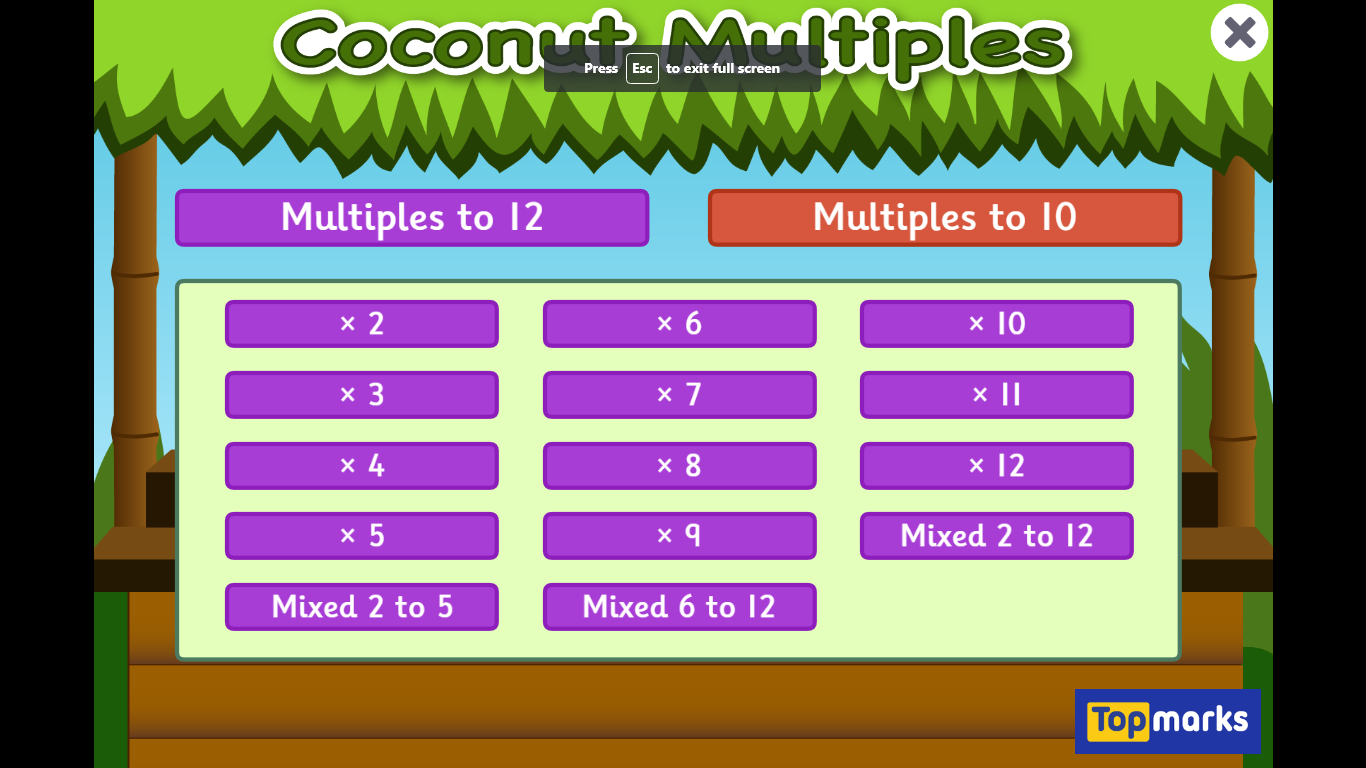 Coconut Multiples
Press Esc to exit full screen
Multiples to 12
Multiples to 10
× 2
× 6
× 10
× 3
× 7
× 11
× 4
× 8
× 12
× 5
× 9
Mixed 2 to 12
Mixed 2 to 5
Mixed 6 to 12
Topmarks